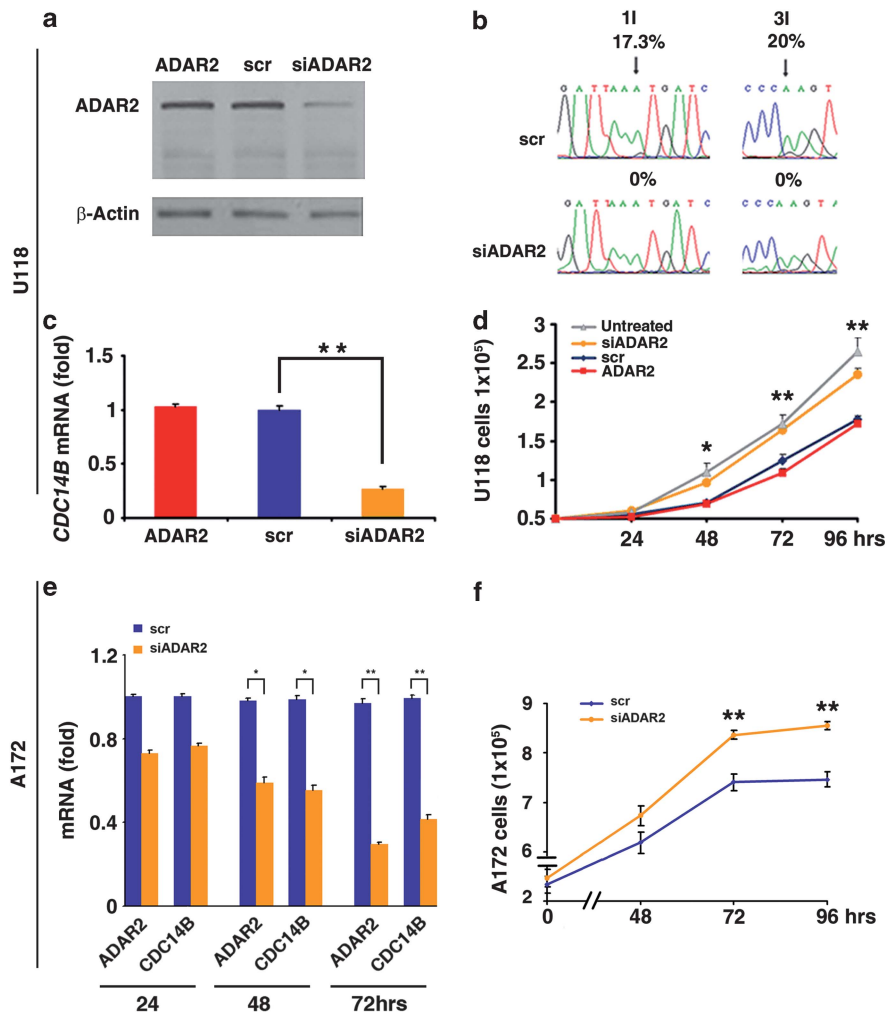 a
ADAR2 scr siADAR2
ADAR2
β-Actin
U118
b
1I 3I
17.3% 20%
G A T T A A A T G A T C
C C C A A G T
scr
0% 0%
G A T T A A A T G A T C
C C C A A G T A
siADAR2
c
CDC14B mRNA (fold)
1.5
1
0.5
0
**
ADAR2 scr siADAR2
d
U118 cells 1x10⁵)
3
2.5
2
1.5
1
0.5
Untreated
siADAR2
scr
ADAR2
*
**
**
24 48 72 96 hrs
A172
e
scr
siADAR2
mRNA (fold)
1.2
0.8
0.4
0
* * ** **
ADAR2 CDC14B ADAR2 CDC14B ADAR2 CDC14B
24 48 72hrs
f
scr
siADAR2
A172 cells (1x10⁵)
9
8
7
6
2
** **
0 48 72 96 hrs